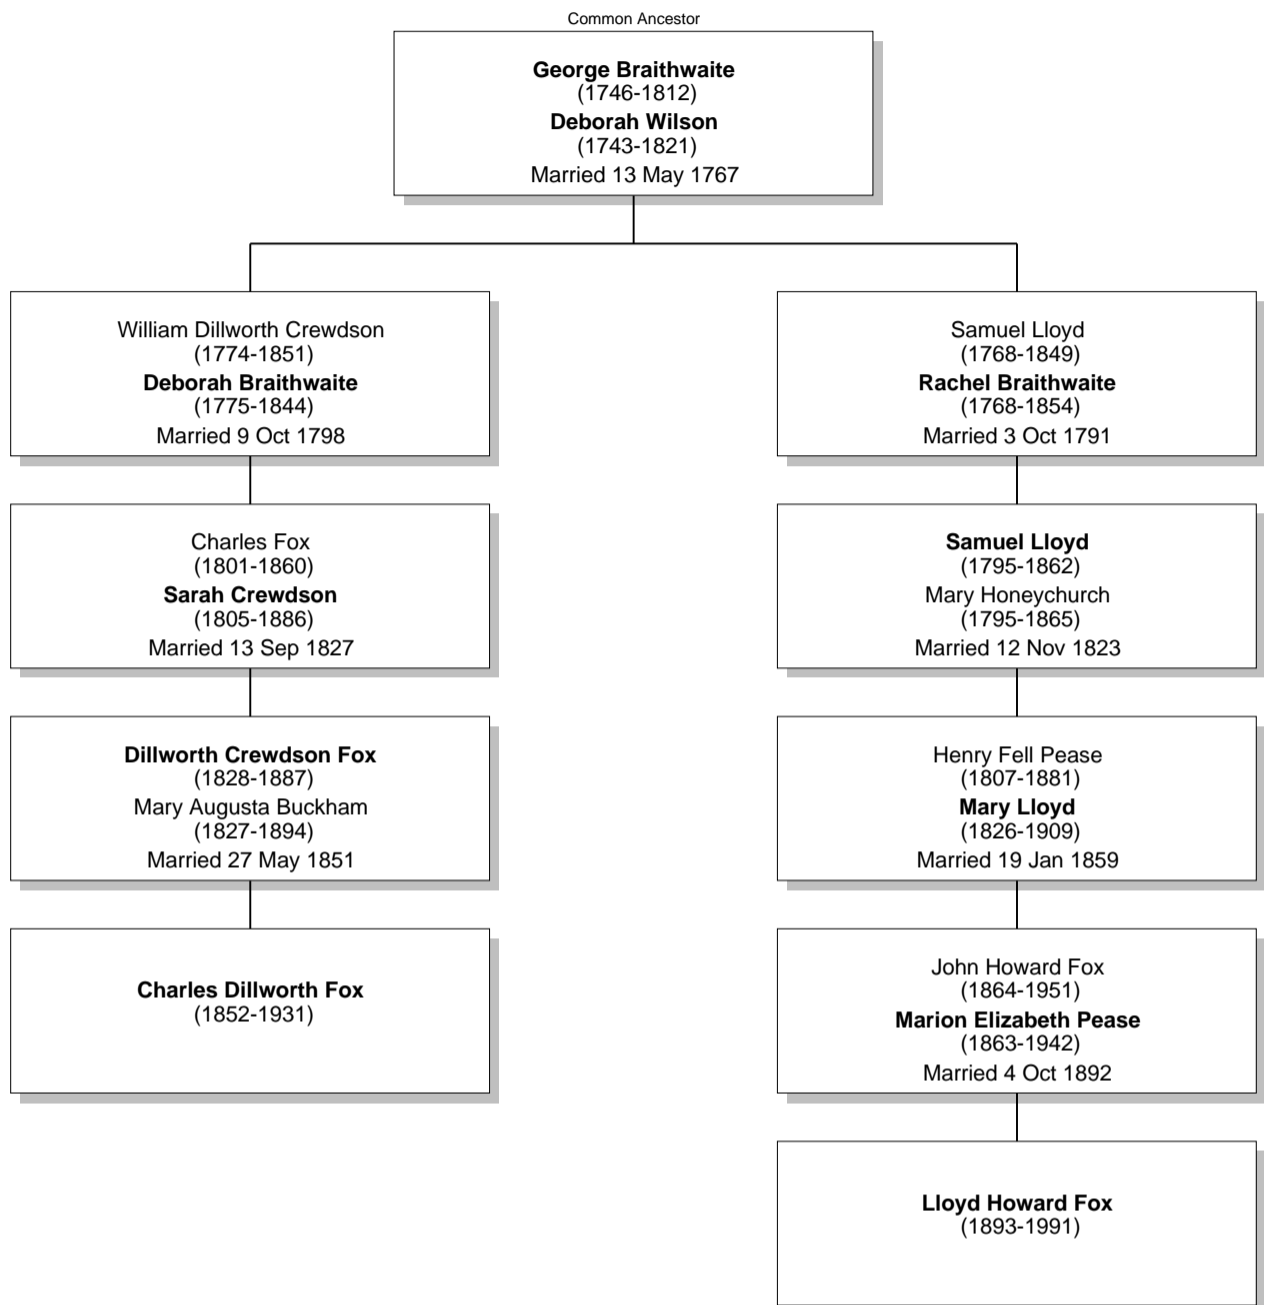 Common Ancestor
George Braithwaite
(1746-1812)
Deborah Wilson
(1743-1821)
Married 13 May 1767
William Dillworth Crewdson
(1774-1851)
Deborah Braithwaite
(1775-1844)
Married 9 Oct 1798
Samuel Lloyd
(1768-1849)
Rachel Braithwaite
(1768-1854)
Married 3 Oct 1791
Charles Fox
(1801-1860)
Sarah Crewdson
(1805-1886)
Married 13 Sep 1827
Samuel Lloyd
(1795-1862)
Mary Honeychurch
(1795-1865)
Married 12 Nov 1823
Dillworth Crewdson Fox
(1828-1887)
Mary Augusta Buckham
(1827-1894)
Married 27 May 1851
Henry Fell Pease
(1807-1881)
Mary Lloyd
(1826-1909)
Married 19 Jan 1859
Charles Dillworth Fox
(1852-1931)
John Howard Fox
(1864-1951)
Marion Elizabeth Pease
(1863-1942)
Married 4 Oct 1892
Lloyd Howard Fox
(1893-1991)